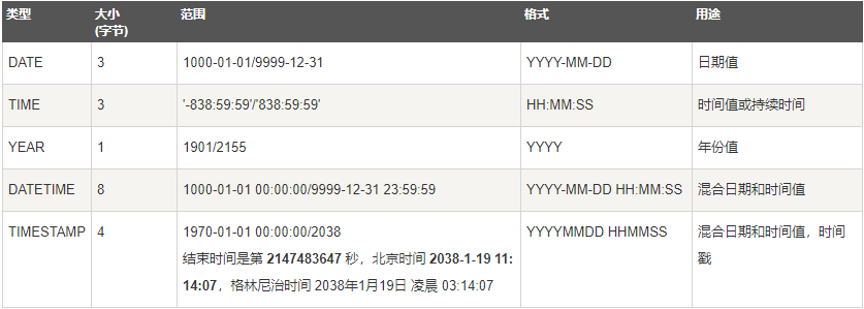 类型 大小 范围 格式 用途
(字节)
DATE 3 1000-01-01/9999-12-31 YYYY-MM-DD 日期值
TIME 3 '-838:59:59'/'838:59:59' HH:MM:SS 时间值或持续时间
YEAR 1 1901/2155 YYYY 年份值
DATETIME 8 1000-01-01 00:00:00/9999-12-31 23:59:59 YYYY-MM-DD HH:MM:SS 混合日期和时间值
TIMESTAMP 4 1970-01-01 00:00:00/2038 YYYYMMDD HHMMSS 混合日期和时间值，时间
结束时间是第 2147483647 秒，北京时间 2038-1-19 11: 戳
14:07，格林尼治时间 2038年1月19日 凌晨 03:14:07